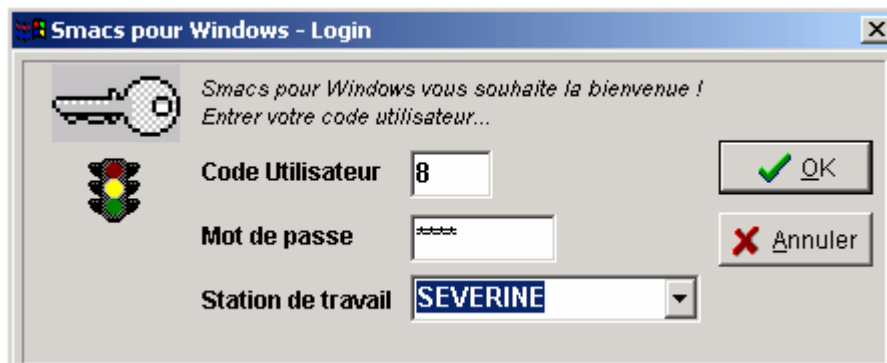 Smacs pour Windows - Login
Smacs pour Windows vous souhaite la bienvenue !
Entrer votre code utilisateur...
Code Utilisateur 8
OK
Mot de passe ****
Annuler
Station de travail SEVERINE